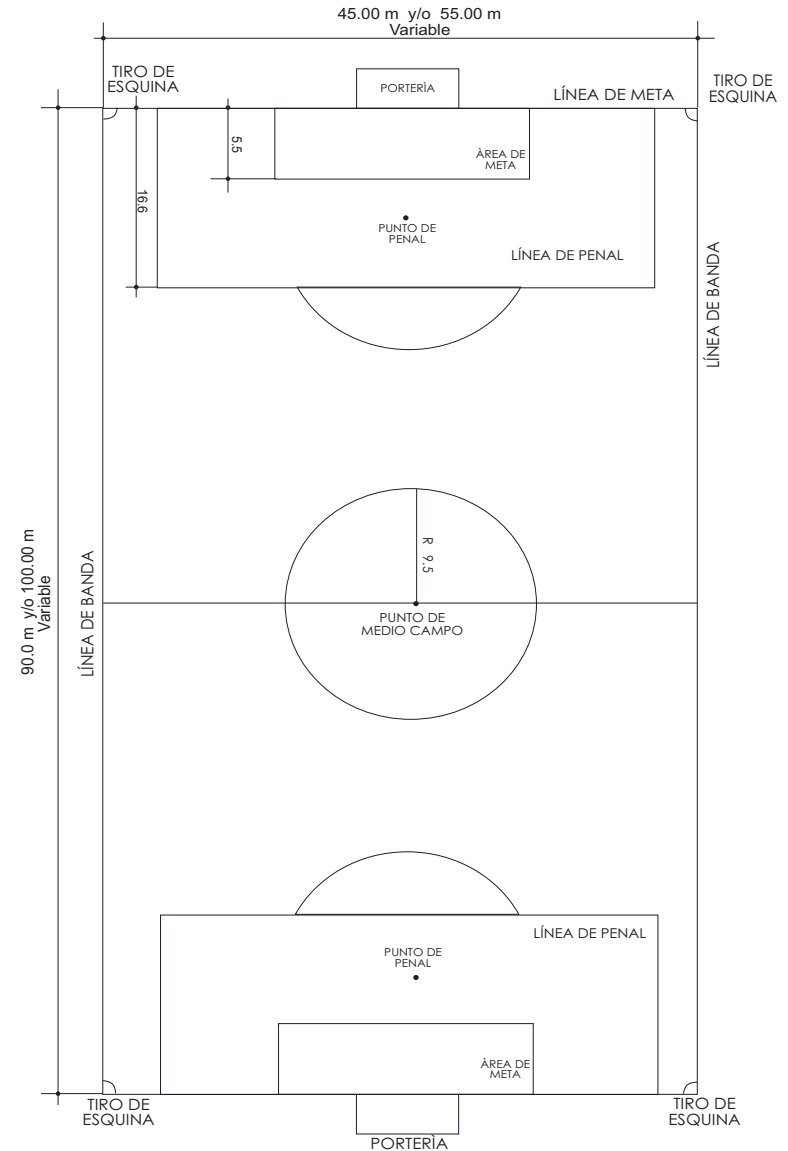 45.00 m  y/o  55.00 m
Variable
TIRO DE
ESQUINA
PORTERÌA
LÍNEA DE META
TIRO DE
ESQUINA
5.5
ÀREA DE
META
16.6
PUNTO DE
PENAL
LÍNEA DE PENAL
LÍNEA DE BANDA
R 9.5
90.0 m  y/o 100.00 m
Variable
LÍNEA DE BANDA
PUNTO DE
MEDIO CAMPO
LÍNEA DE PENAL
PUNTO DE
PENAL
ÀREA DE
META
TIRO DE
ESQUINA
PORTERÌA
TIRO DE
ESQUINA